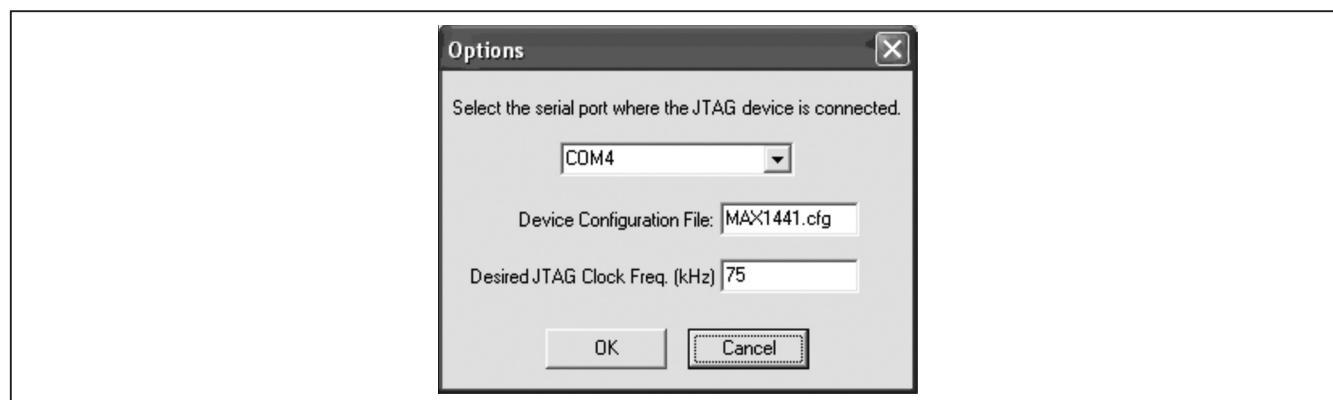 Options
Select the serial port where the JTAG device is connected.
COM4
Device Configuration File: MAX1441.cfg
Desired JTAG Clock Freq. (kHz) 75
OK Cancel